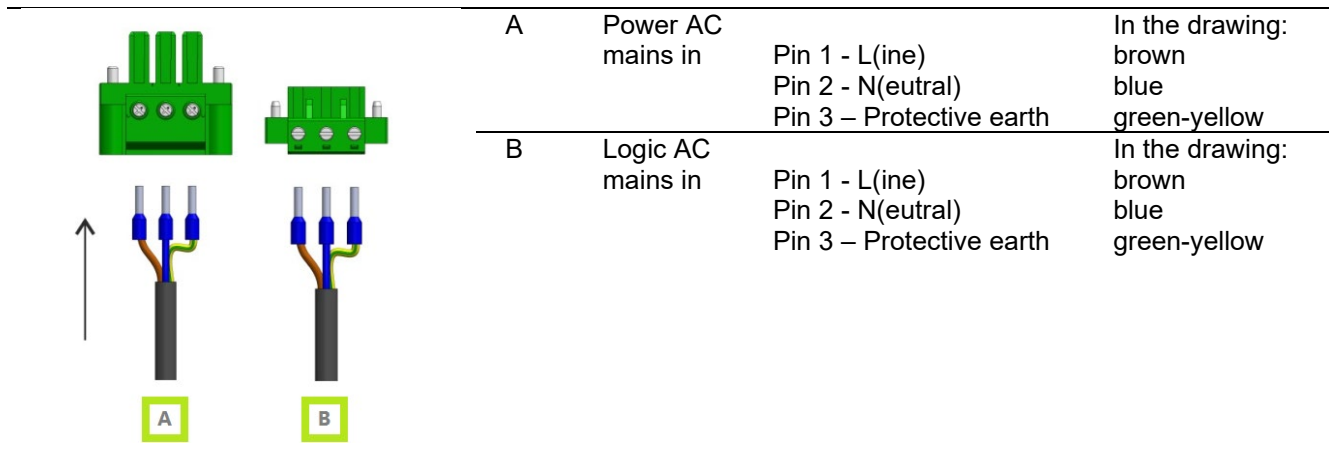 A Power AC In the drawing:
mains in Pin 1 - L(ine) brown
Pin 2 - N(eutral) blue
Pin 3 – Protective earth green-yellow
B Logic AC In the drawing:
mains in Pin 1 - L(ine) brown
Pin 2 - N(eutral) blue
Pin 3 – Protective earth green-yellow
A B